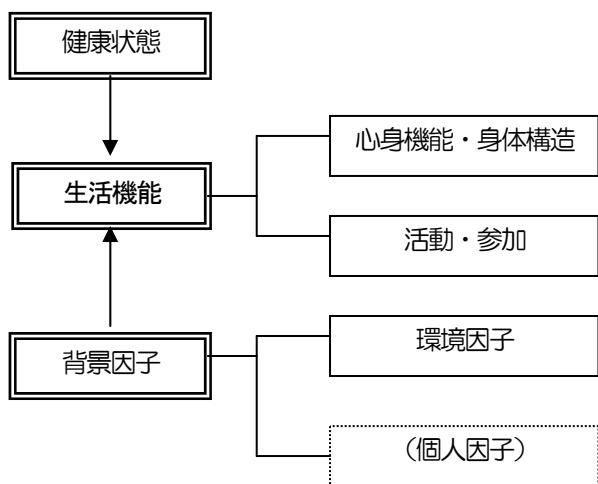 健康状態
心身機能・身体構造
生活機能
活動・参加
環境因子
背景因子
（個人因子）